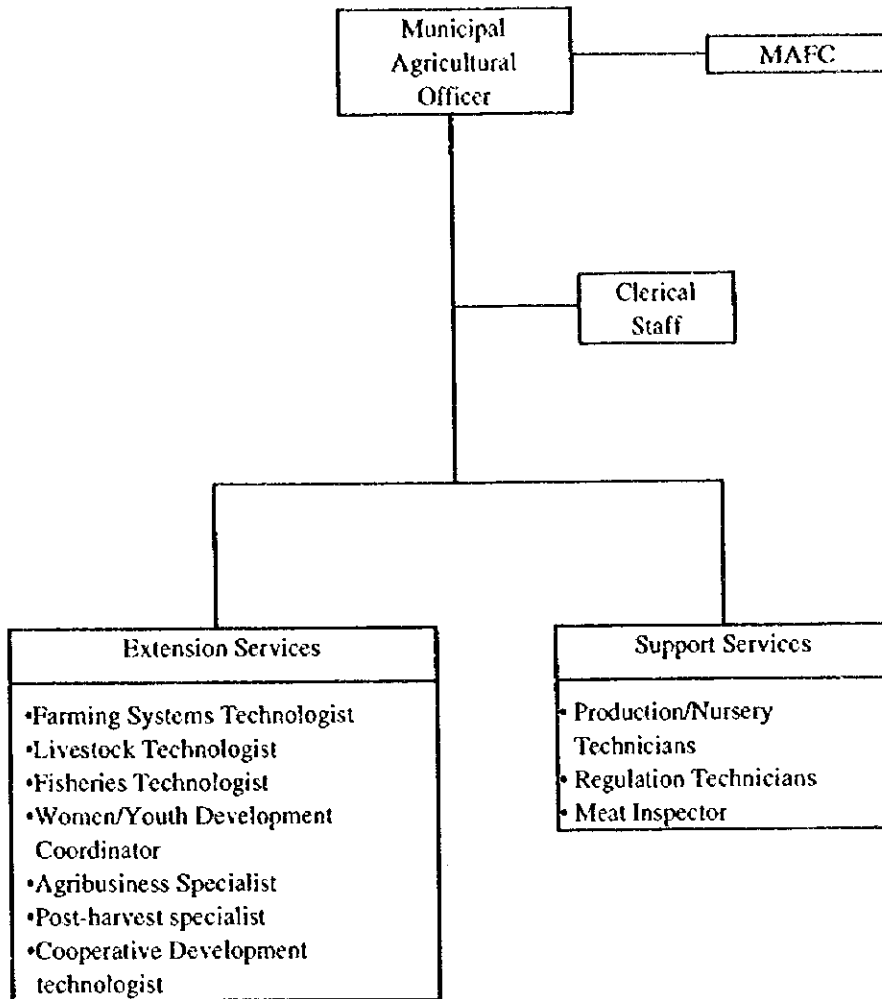 Municipal
Agricultural
Officer
MAFC
Clerical
Staff
Extension Services
•Farming Systems Technologist
•Livestock Technologist
•Fisheries Technologist
•Women/Youth Development
Coordinator
•Agribusiness Specialist
•Post-harvest specialist
•Cooperative Development
technologist
Support Services
• Production/Nursery
Technicians
• Regulation Technicians
• Meat Inspector